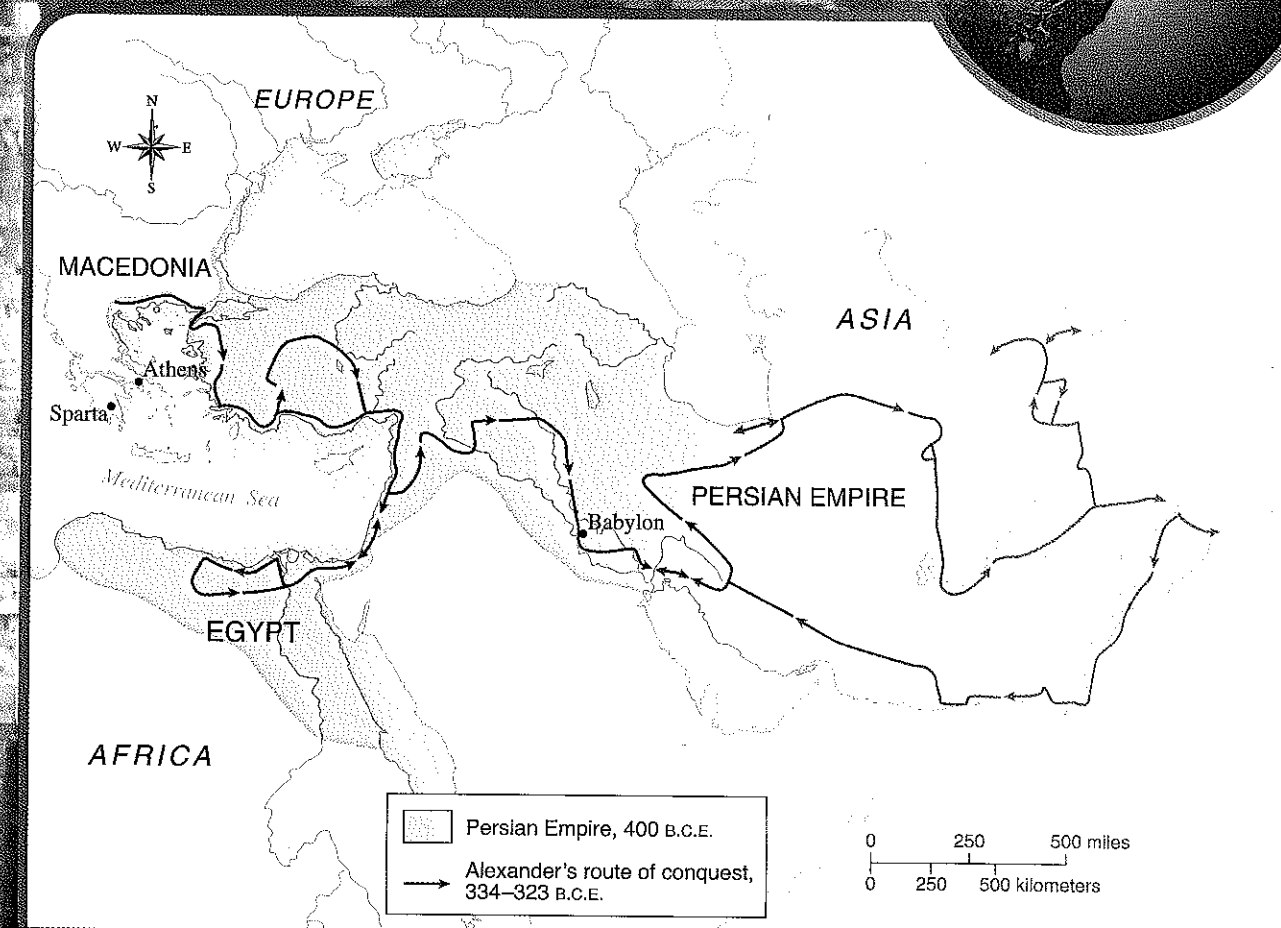 EUROPE
N
W E
S
MACEDONIA
ASIA
Athens
Sparta
Mediterranean Sea
PERSIAN EMPIRE
Babylon
EGYPT
AFRICA
Persian Empire, 400 B.C.E.
Alexander's route of conquest,
334–323 B.C.E.
0 250 500 miles
0 250 500 kilometers